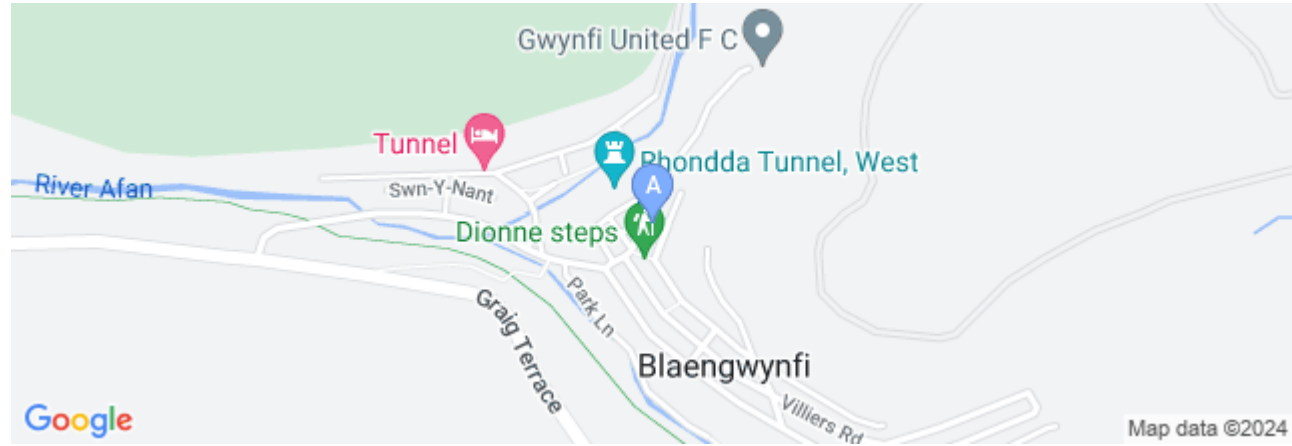 Gwynfi United F C
Tunnel
Rhondda Tunnel, West
A
River Afan
Swn-Y-Nant
Dionne steps
Park Ln
Graig Terrace
Blaengwynfi
Villiers Rd
Google
Map data ©2024